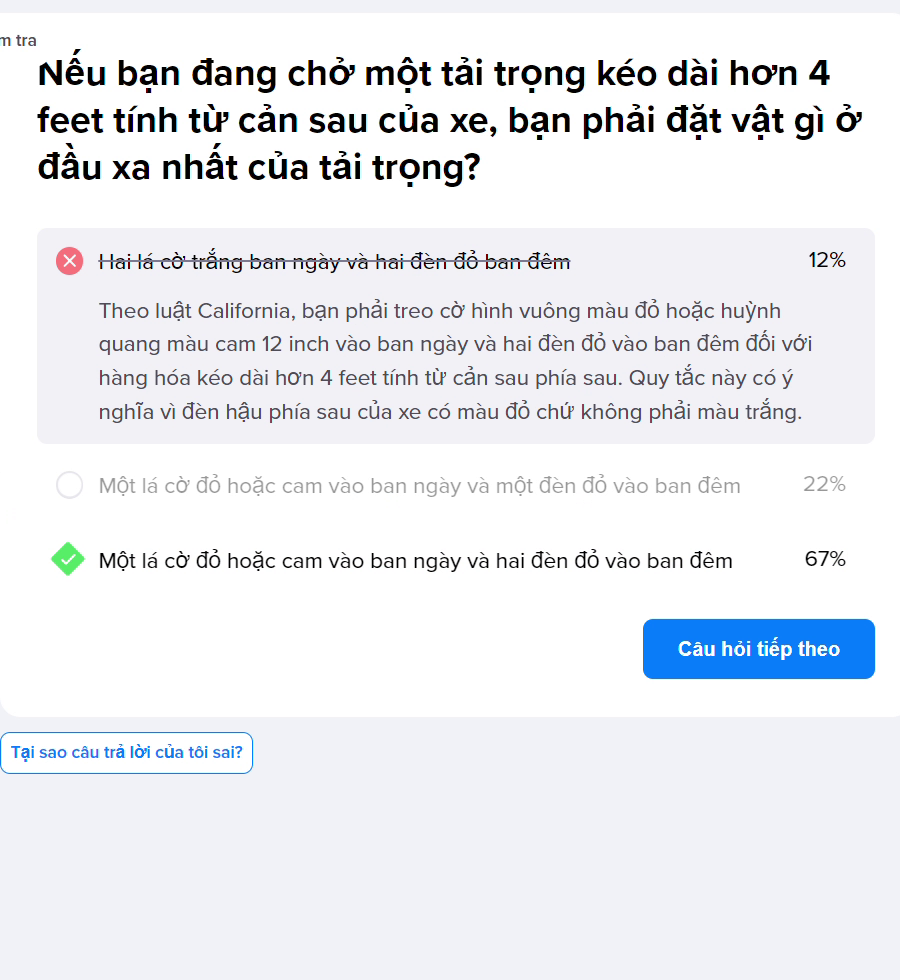 m tra
Nếu bạn đang chở một tải trọng kéo dài hơn 4
feet tính từ cản sau của xe, bạn phải đặt vật gì ở
đầu xa nhất của tải trọng?
Hai lá cờ trắng ban ngày và hai đèn đỏ ban đêm 12%
Theo luật California, bạn phải treo cờ hình vuông màu đỏ hoặc huỳnh
quang màu cam 12 inch vào ban ngày và hai đèn đỏ vào ban đêm đối với
hàng hóa kéo dài hơn 4 feet tính từ cản sau phía sau. Quy tắc này có ý
nghĩa vì đèn hậu phía sau của xe có màu đỏ chứ không phải màu trắng.
Một lá cờ đỏ hoặc cam vào ban ngày và một đèn đỏ vào ban đêm 22%
Một lá cờ đỏ hoặc cam vào ban ngày và hai đèn đỏ vào ban đêm 67%
Câu hỏi tiếp theo
Tại sao câu trả lời của tôi sai?